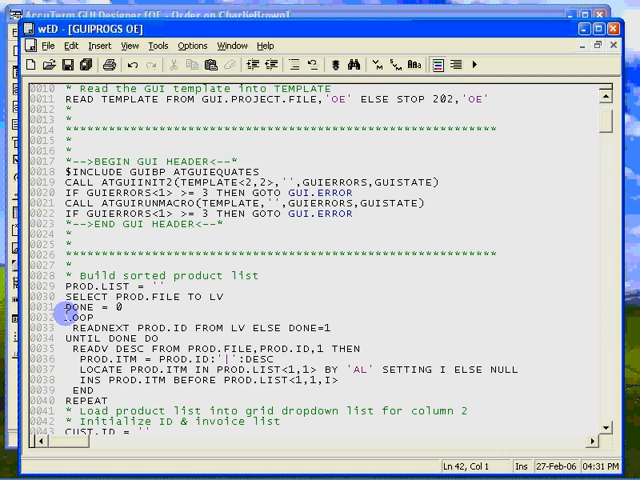 AccuTerm GUI Designer [OE - Order on CharlieBrown]
wED - [GUIPROGS OE]
File Edit Insert View Tools Options Window Help
0010 * Read the GUI template into TEMPLATE
0011 READ TEMPLATE FROM GUI.PROJECT.FILE,'OE' ELSE STOP 202,'OE'
0012 *
0013 *
0014 ************************************************************
0015 *
0016 *
0017 *-->BEGIN GUI HEADER<--*
0018 $INCLUDE GUIBP ATGUIEQUATES
0019 CALL ATGUIINIT2(TEMPLATE<2,2>,'',GUIERRORS,GUISTATE)
0020 IF GUIERRORS<1> >= 3 THEN GOTO GUI.ERROR
0021 CALL ATGUIRUNMACRO(TEMPLATE,'',GUIERRORS,GUISTATE)
0022 IF GUIERRORS<1> >= 3 THEN GOTO GUI.ERROR
0023 *-->END GUI HEADER<--*
0024 *
0025 *
0026 ************************************************************
0027 *
0028 * Build sorted product list
0029 PROD.LIST = ''
0030 SELECT PROD.FILE TO LV
0031 DONE = 0
0032 LOOP
0033 READNEXT PROD.ID FROM LV ELSE DONE=1
0034 UNTIL DONE DO
0035 READV DESC FROM PROD.FILE,PROD.ID,1 THEN
0036 PROD.ITM = PROD.ID:'|':DESC
0037 LOCATE PROD.ITM IN PROD.LIST<1,1> BY 'AL' SETTING I ELSE NULL
0038 INS PROD.ITM BEFORE PROD.LIST<1,1,I>
0039 END
0040 REPEAT
0041 * Load product list into grid dropdown list for column 2
0042 * Initialize ID & invoice list
0043 CUST.ID = ''
Ln 42, Col 1 Ins 27-Feb-06 04:31 PM